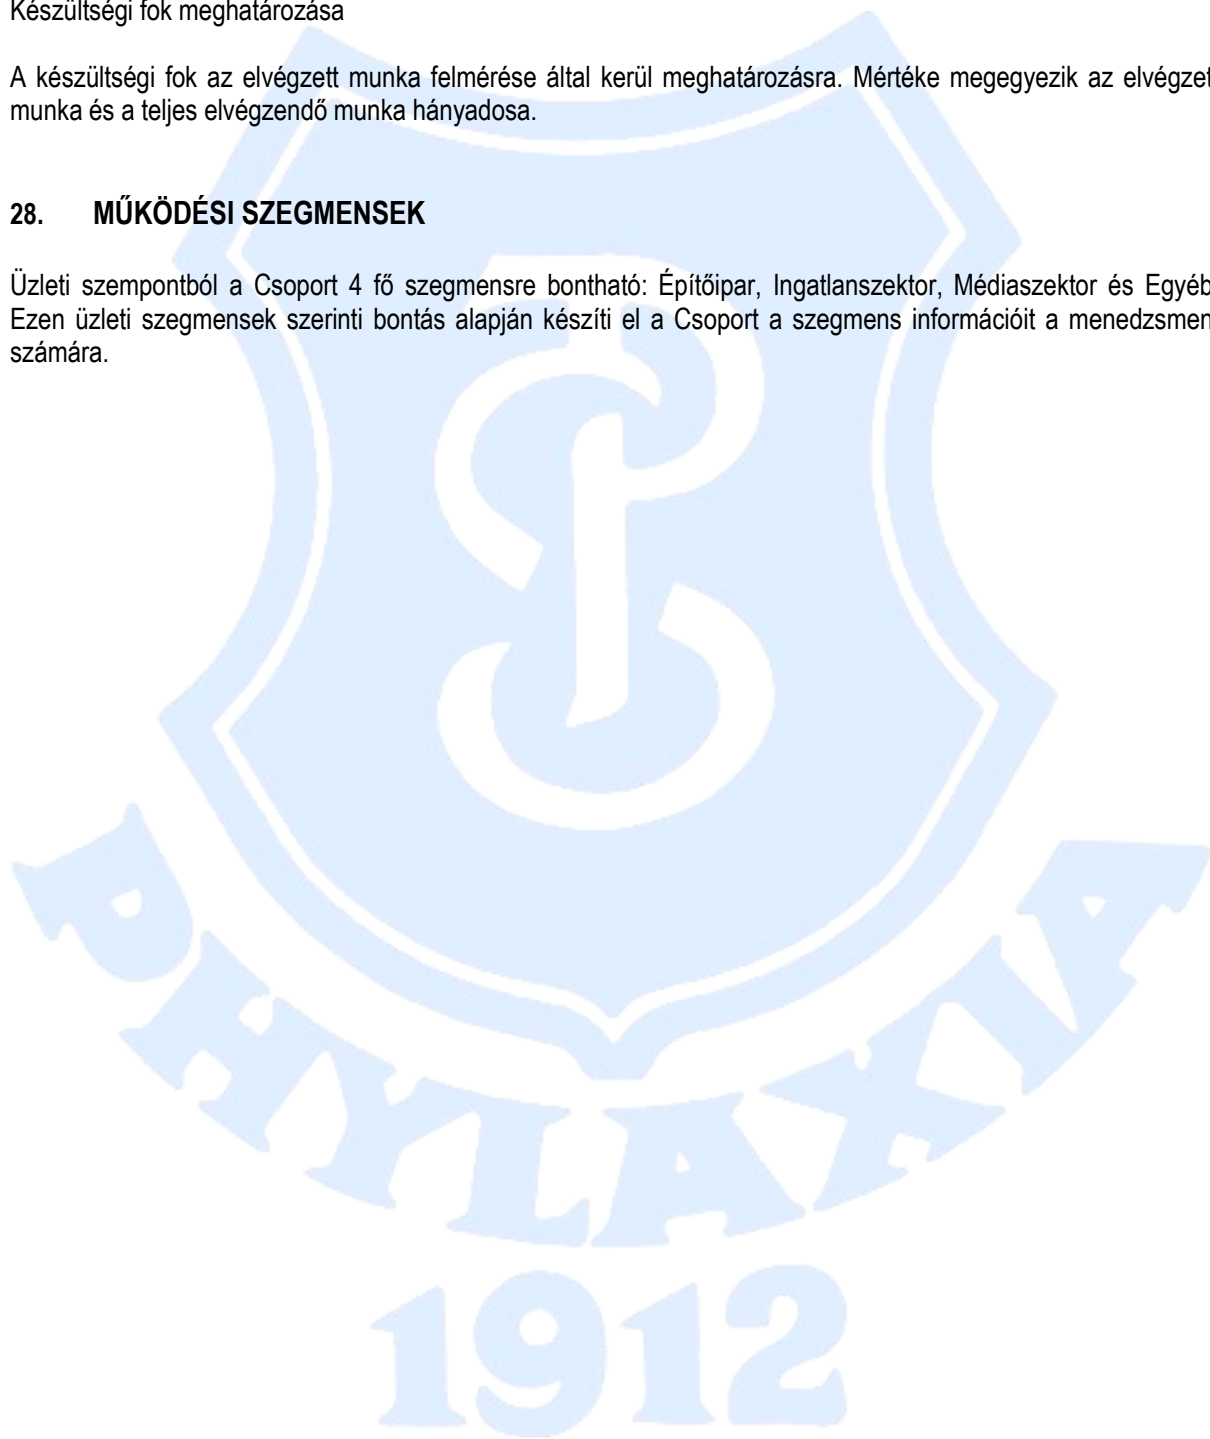 Készültségi fok meghatározása
A készültségi fok az elvégzett munka felmérése által kerül meghatározásra. Mértéke megegyezik az elvégzet
munka és a teljes elvégzendő munka hányadosa.
28. MŰKÖDÉSI SZEGMENSEK
Üzleti szempontból a Csoport 4 fő szegmensre bontható: Építőipar, Ingatlanszektor, Médiaszektor és Egyéb
Ezen üzleti szegmensek szerinti bontás alapján készíti el a Csoport a szegmens információit a menedzsmen
számára.
PHYLAXIA
1912